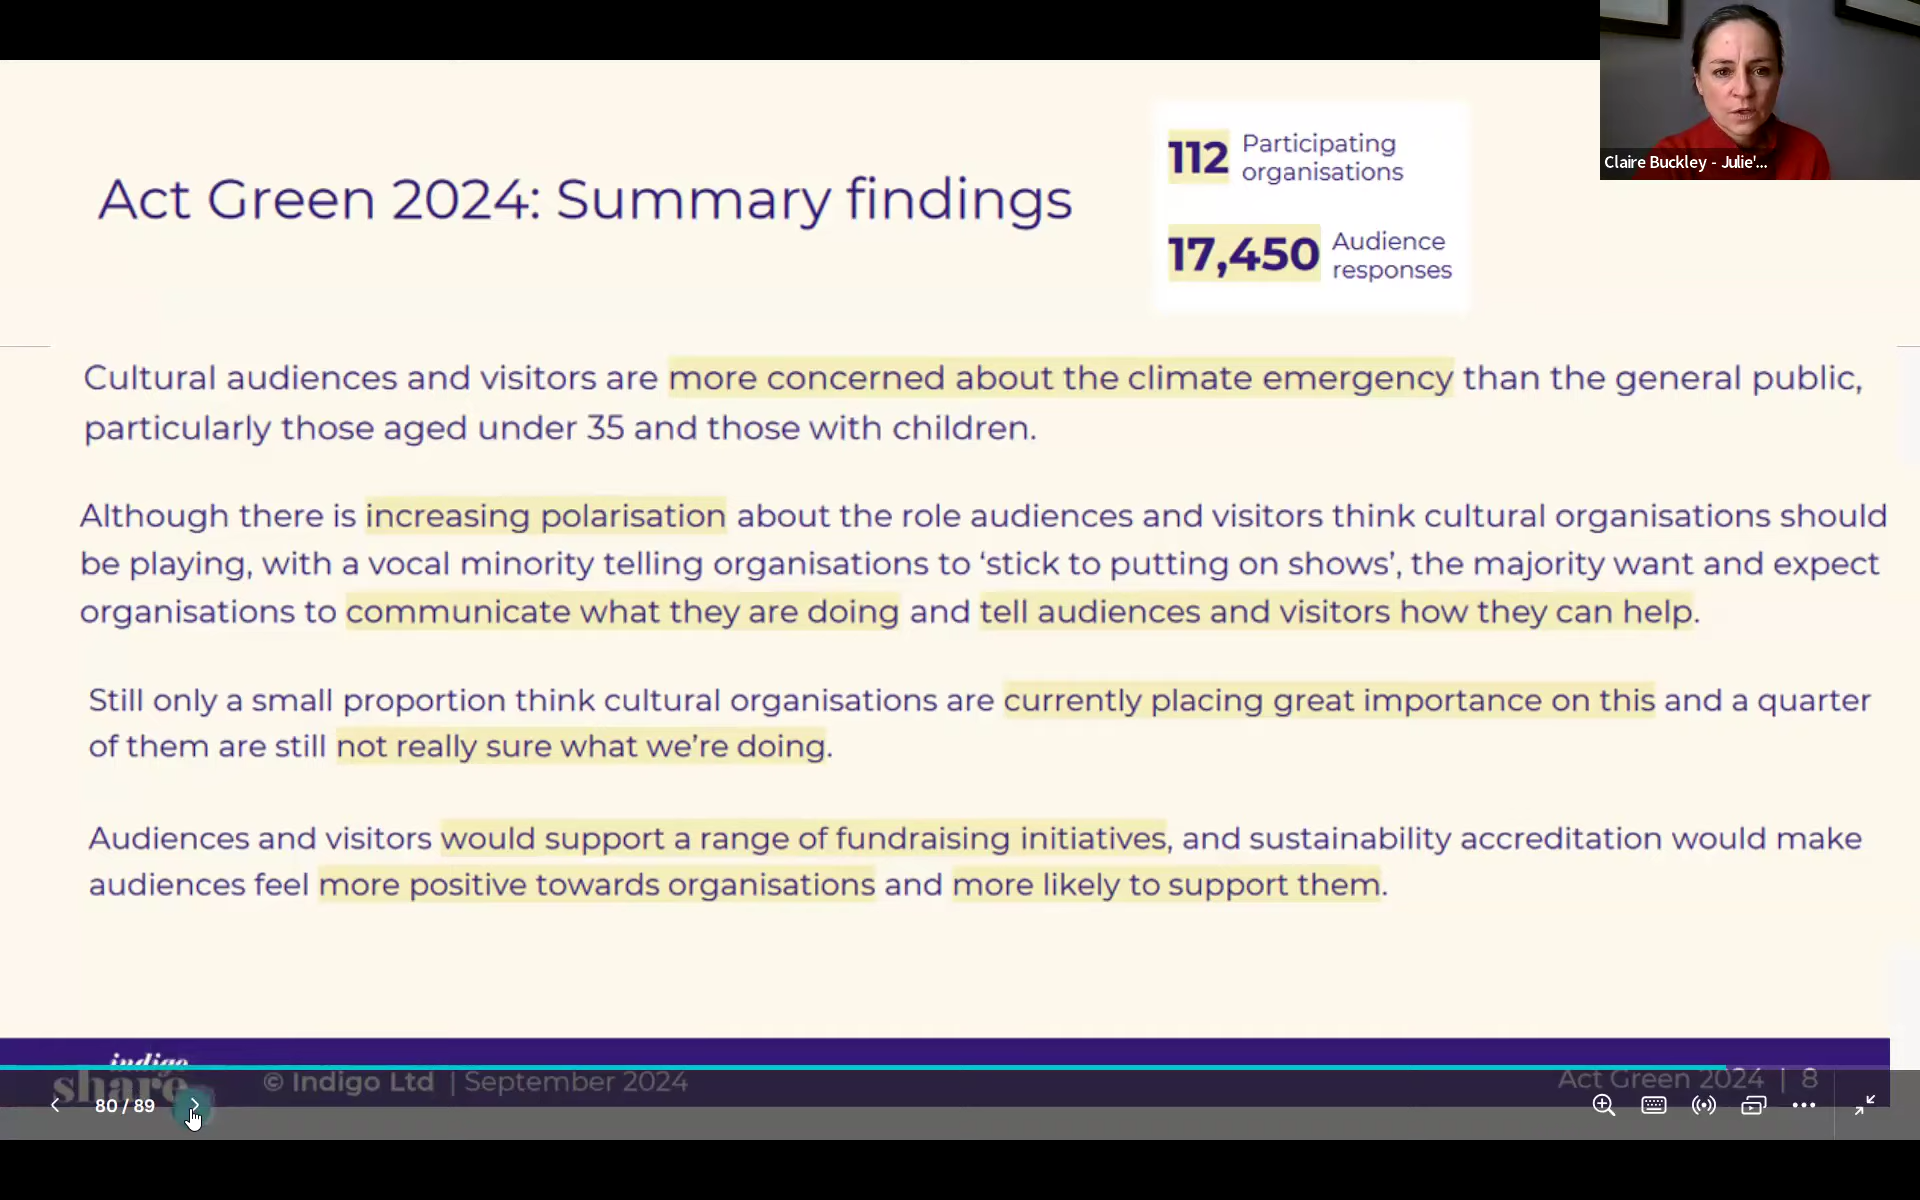 112 Participating
organisations
Claire Buckley - Julie'...
Act Green 2024: Summary findings
17,450 Audience
responses
Cultural audiences and visitors are more concerned about the climate emergency than the general public,
particularly those aged under 35 and those with children.
Although there is increasing polarisation about the role audiences and visitors think cultural organisations should
be playing, with a vocal minority telling organisations to ‘stick to putting on shows’, the majority want and expect
organisations to communicate what they are doing and tell audiences and visitors how they can help.
Still only a small proportion think cultural organisations are currently placing great importance on this and a quarter
of them are still not really sure what we’re doing.
Audiences and visitors would support a range of fundraising initiatives, and sustainability accreditation would make
audiences feel more positive towards organisations and more likely to support them.
indigo
share
© Indigo Ltd | September 2024
Act Green 2024 | 8
80 / 89